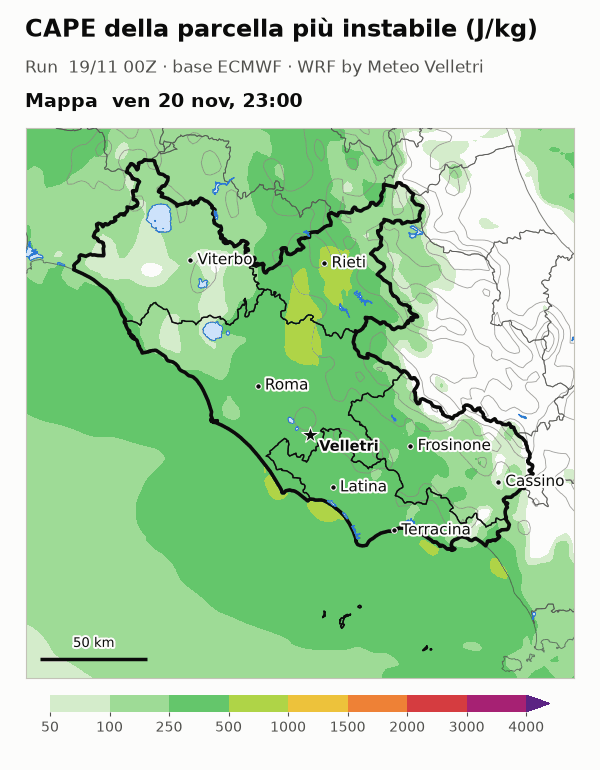 CAPE della parcella più instabile (J/kg)
Run  19/11 00Z · base ECMWF · WRF by Meteo Velletri
Mappa  ven 20 nov, 23:00
Viterbo
Rieti
Roma
Velletri
Frosinone
Cassino
Latina
Terracina
50 km
50 100 250 500 1000 1500 2000 3000 4000